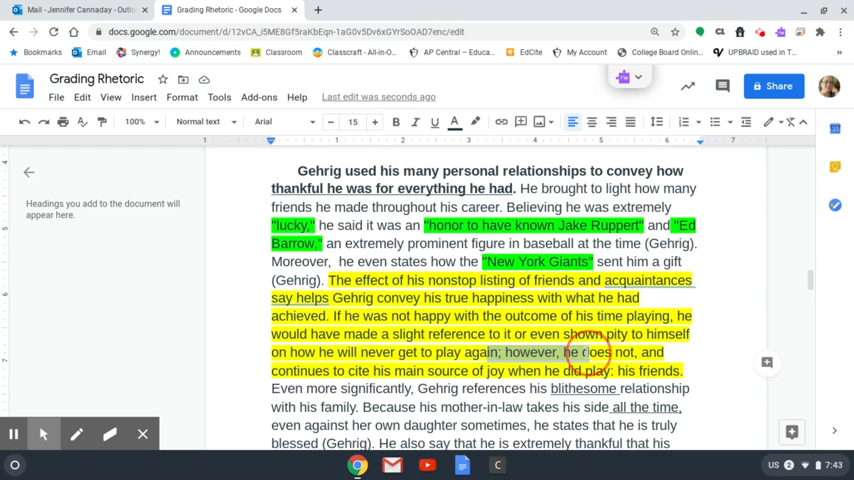 Mail - Jennifer Cannaday - Outlo
Grading Rhetoric - Google Docs
docs.google.com/document/d/12vCA_i5ME8Gf5raKbEqn-1aG0v5Dv6xGYrSoOAD7enc/edit
Bookmarks
Email
Synergy!
Announcements
Classroom
Classcraft - All-in-O...
AP Central – Educa...
EdCite
My Account
College Board Onlin...
UPBRAID used in T...
Grading Rhetoric
File Edit View Insert Format Tools Add-ons Help Last edit was seconds ago
Share
100% Normal text Arial 15 B I U A
1 1 2 3 4 5 6 7
Headings you add to the document will
appear here.
4
5
6
7
Gehrig used his many personal relationships to convey how
thankful he was for everything he had. He brought to light how many
friends he made throughout his career. Believing he was extremely
"lucky," he said it was an "honor to have known Jake Ruppert" and "Ed
Barrow," an extremely prominent figure in baseball at the time (Gehrig).
Moreover, he even states how the "New York Giants" sent him a gift
(Gehrig). The effect of his nonstop listing of friends and acquaintances
say helps Gehrig convey his true happiness with what he had
achieved. If he was not happy with the outcome of his time playing, he
would have made a slight reference to it or even shown pity to himself
on how he will never get to play again; however, he does not, and
continues to cite his main source of joy when he did play: his friends.
Even more significantly, Gehrig references his blithesome relationship
with his family. Because his mother-in-law takes his side all the time,
even against her own daughter sometimes, he states that he is truly
blessed (Gehrig). He also say that he is extremely thankful that his
C
US 2 7:43